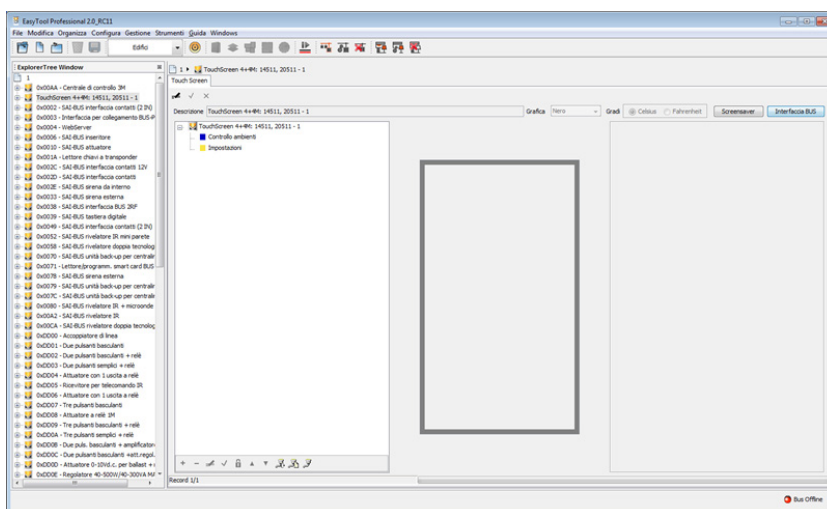 EasyTool Professional 2.0_RC11
File Modifica Organizza Configura Gestione Strumenti Guida Windows
Edifio
ExplorerTree Window
1
0x00AA - Centrale di controllo 3M
TouchScreen 4+4M: 14511, 20511 - 1
0x0002 - SAI-BUS interfaccia contatti (2 IN)
0x0003 - Interfaccia per collegamento BUS-P
0x0004 - WebServer
0x0006 - SAI-BUS inseritore
0x0010 - SAI-BUS attuatore
0x001A - Lettore chiavi a transponder
0x002C - SAI-BUS interfaccia contatti 12V
0x002D - SAI-BUS interfaccia contatti
0x002E - SAI-BUS sirena da interno
0x0033 - SAI-BUS sirena esterna
0x0038 - SAI-BUS interfaccia BUS 2RF
0x0039 - SAI-BUS tastiera digitale
0x0049 - SAI-BUS interfaccia contatti (2 IN)
0x0052 - SAI-BUS rivelatore IR mini parete
0x0058 - SAI-BUS rivelatore doppia tecnolog
0x0070 - SAI-BUS unità back-up per centralir
0x0071 - Lettore/programm. smart card BUS
0x0078 - SAI-BUS sirena esterna
0x0079 - SAI-BUS unità back-up per centralir
0x007C - SAI-BUS unità back-up per centralir
0x0080 - SAI-BUS rivelatore IR + microonde
0x00A2 - SAI-BUS rivelatore IR
0x00CA - SAI-BUS rivelatore doppia tecnolog
0xDD00 - Accoppiatore di linea
0xDD01 - Due pulsanti basculanti
0xDD02 - Due pulsanti basculanti + relè
0xDD03 - Due pulsanti semplici + relè
0xDD04 - Attuatore con 1 uscita a relè
0xDD05 - Ricevitore per telecomando IR
0xDD06 - Attuatore con 1 uscita a relè
0xDD07 - Tre pulsanti basculanti
0xDD08 - Attuatore a relè 1M
0xDD09 - Tre pulsanti basculanti + relè
0xDD0A - Tre pulsanti semplici + relè
0xDD0B - Due puls. basculanti + amplificatore
0xDD0C - Due pulsanti basculanti +att.regol.
0xDD0D - Attuatore 0-10Vd.c. per ballast +
0xDD0E - Regolatore 40-500W/40-300VA M
1 TouchScreen 4+4M: 14511, 20511 - 1
Touch Screen
Descrizione TouchScreen 4+4M: 14511, 20511 - 1 Grafica Nero Gradi Celsius Fahrenheit Screensaver Interfaccia BUS
TouchScreen 4+4M: 14511, 20511 - 1
Controllo ambienti
Impostazioni
Record 1/1
Bus Offline